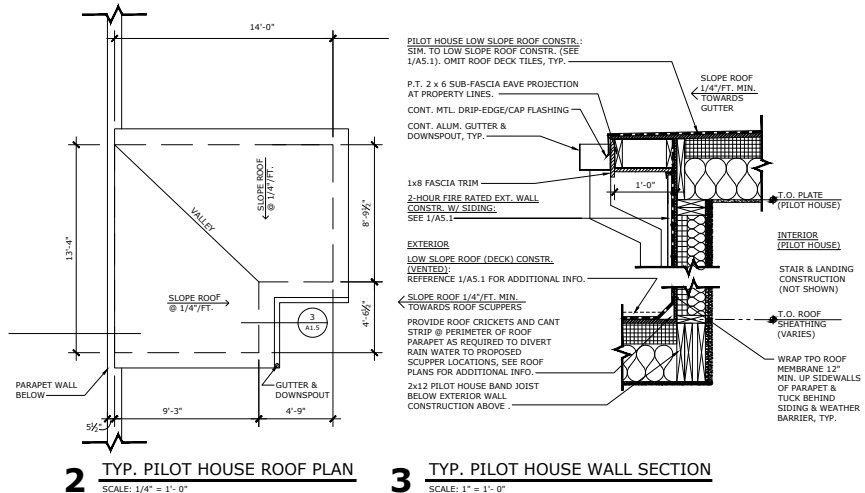 14'-0"
13'-4"
8'-9½"
4'-6½"
SLOPE ROOF
@ 1/4"/FT.
VALLEY
SLOPE ROOF
@ 1/4"/FT.
3
A1.5
PARAPET WALL
BELOW
GUTTER &
DOWNSPOUT
9'-3"
4'-9"
5½"
2 TYP. PILOT HOUSE ROOF PLAN
SCALE: 1/4" = 1'- 0"
PILOT HOUSE LOW SLOPE ROOF CONSTR.:
SIM. TO LOW SLOPE ROOF CONSTR. (SEE
1/A5.1). OMIT ROOF DECK TILES, TYP.
P.T. 2 x 6 SUB-FASCIA EAVE PROJECTION
AT PROPERTY LINES.
CONT. MTL. DRIP-EDGE/CAP FLASHING
CONT. ALUM. GUTTER &
DOWNSPOUT, TYP.
1x8 FASCIA TRIM
2-HOUR FIRE RATED EXT. WALL
CONSTR. W/ SIDING:
SEE 1/A5.1
EXTERIOR
LOW SLOPE ROOF (DECK) CONSTR.
(VENTED):
REFERENCE 1/A5.1 FOR ADDITIONAL INFO.
SLOPE ROOF 1/4"/FT. MIN.
TOWARDS ROOF SCUPPERS
PROVIDE ROOF CRICKETS AND CANT
STRIP @ PERIMETER OF ROOF
PARAPET AS REQUIRED TO DIVERT
RAIN WATER TO PROPOSED
SCUPPER LOCATIONS, SEE ROOF
PLANS FOR ADDITIONAL INFO.
2x12 PILOT HOUSE BAND JOIST
BELOW EXTERIOR WALL
CONSTRUCTION ABOVE .
SLOPE ROOF
1/4"/FT. MIN.
TOWARDS
GUTTER
1'-0"
T.O. PLATE
(PILOT HOUSE)
INTERIOR
(PILOT HOUSE)
STAIR & LANDING
CONSTRUCTION
(NOT SHOWN)
T.O. ROOF
SHEATHING
(VARIES)
WRAP TPO ROOF
MEMBRANE 12"
MIN. UP SIDEWALLS
OF PARAPET &
TUCK BEHIND
SIDING & WEATHER
BARRIER, TYP.
3 TYP. PILOT HOUSE WALL SECTION
SCALE: 1" = 1'- 0"